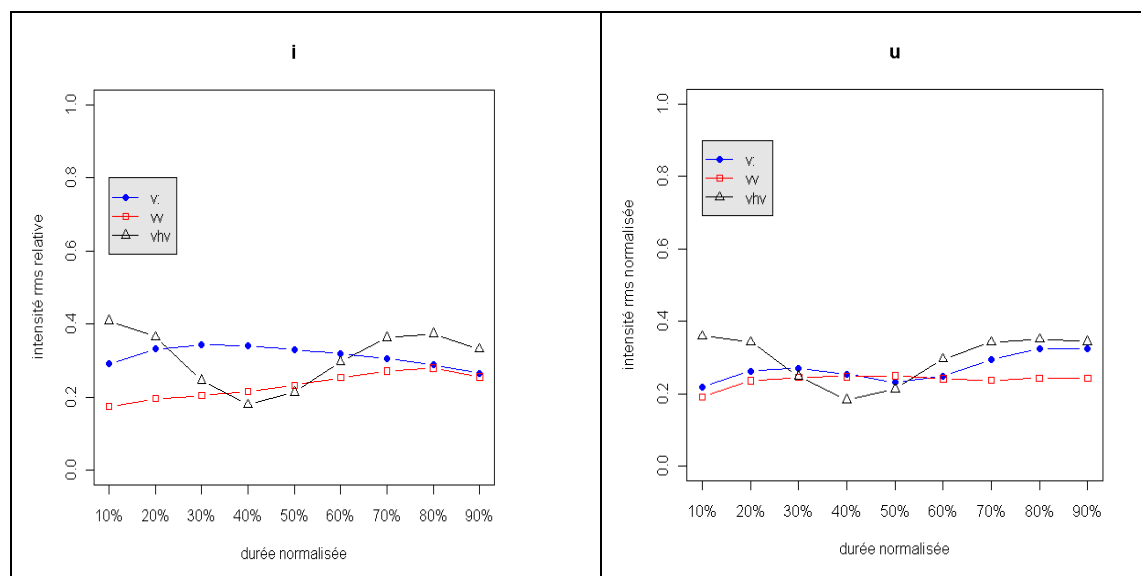 i
intensité rms relative
1.0
0.8
0.6
0.4
0.2
0.0
v:
vv
vhv
10% 20% 30% 40% 50% 60% 70% 80% 90%
durée normalisée
u
intensité rms normalisée
1.0
0.8
0.6
0.4
0.2
0.0
v:
vv
vhv
10% 20% 30% 40% 50% 60% 70% 80% 90%
durée normalisée